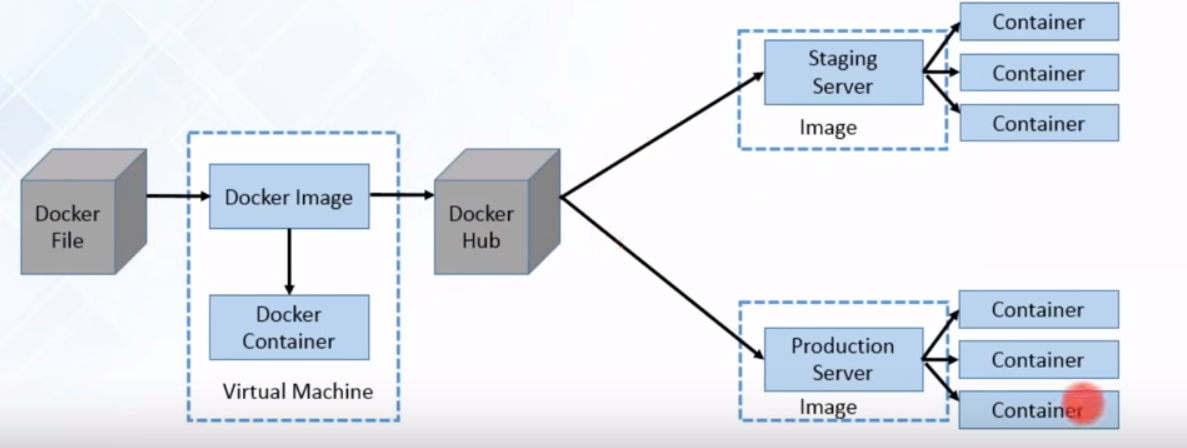 Docker
File
Docker Image
Docker
Container
Virtual Machine
Docker
Hub
Staging
Server
Image
Container
Container
Container
Production
Server
Image
Container
Container
Container